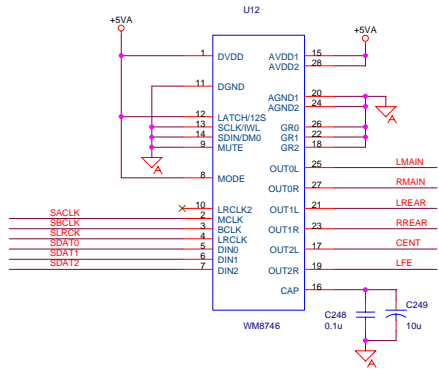 U12
+5VA
+5VA
1 DVDD AVDD1 15
AVDD2 28
11 DGND
AGND1 20
AGND2 24
A
12 LATCH/12S
13 SCLK/IWL GR0 26
14 SDIN/DM0 GR1 22
9 MUTE GR2 18
A
OUT0L 25 LMAIN
8 MODE
OUT0R 27 RMAIN
10 LRCLK2 OUT1L 21 LREAR
SACLK 2 MCLK
SBCLK 3 BCLK OUT1R 23 RREAR
SLRCK 4 LRCLK
SDAT0 5 DIN0 OUT2L 17 CENT
SDAT1 6 DIN1
SDAT2 7 DIN2 OUT2R 19 LFE
CAP 16
C248 C249
WM8746 0.1u 10u
A